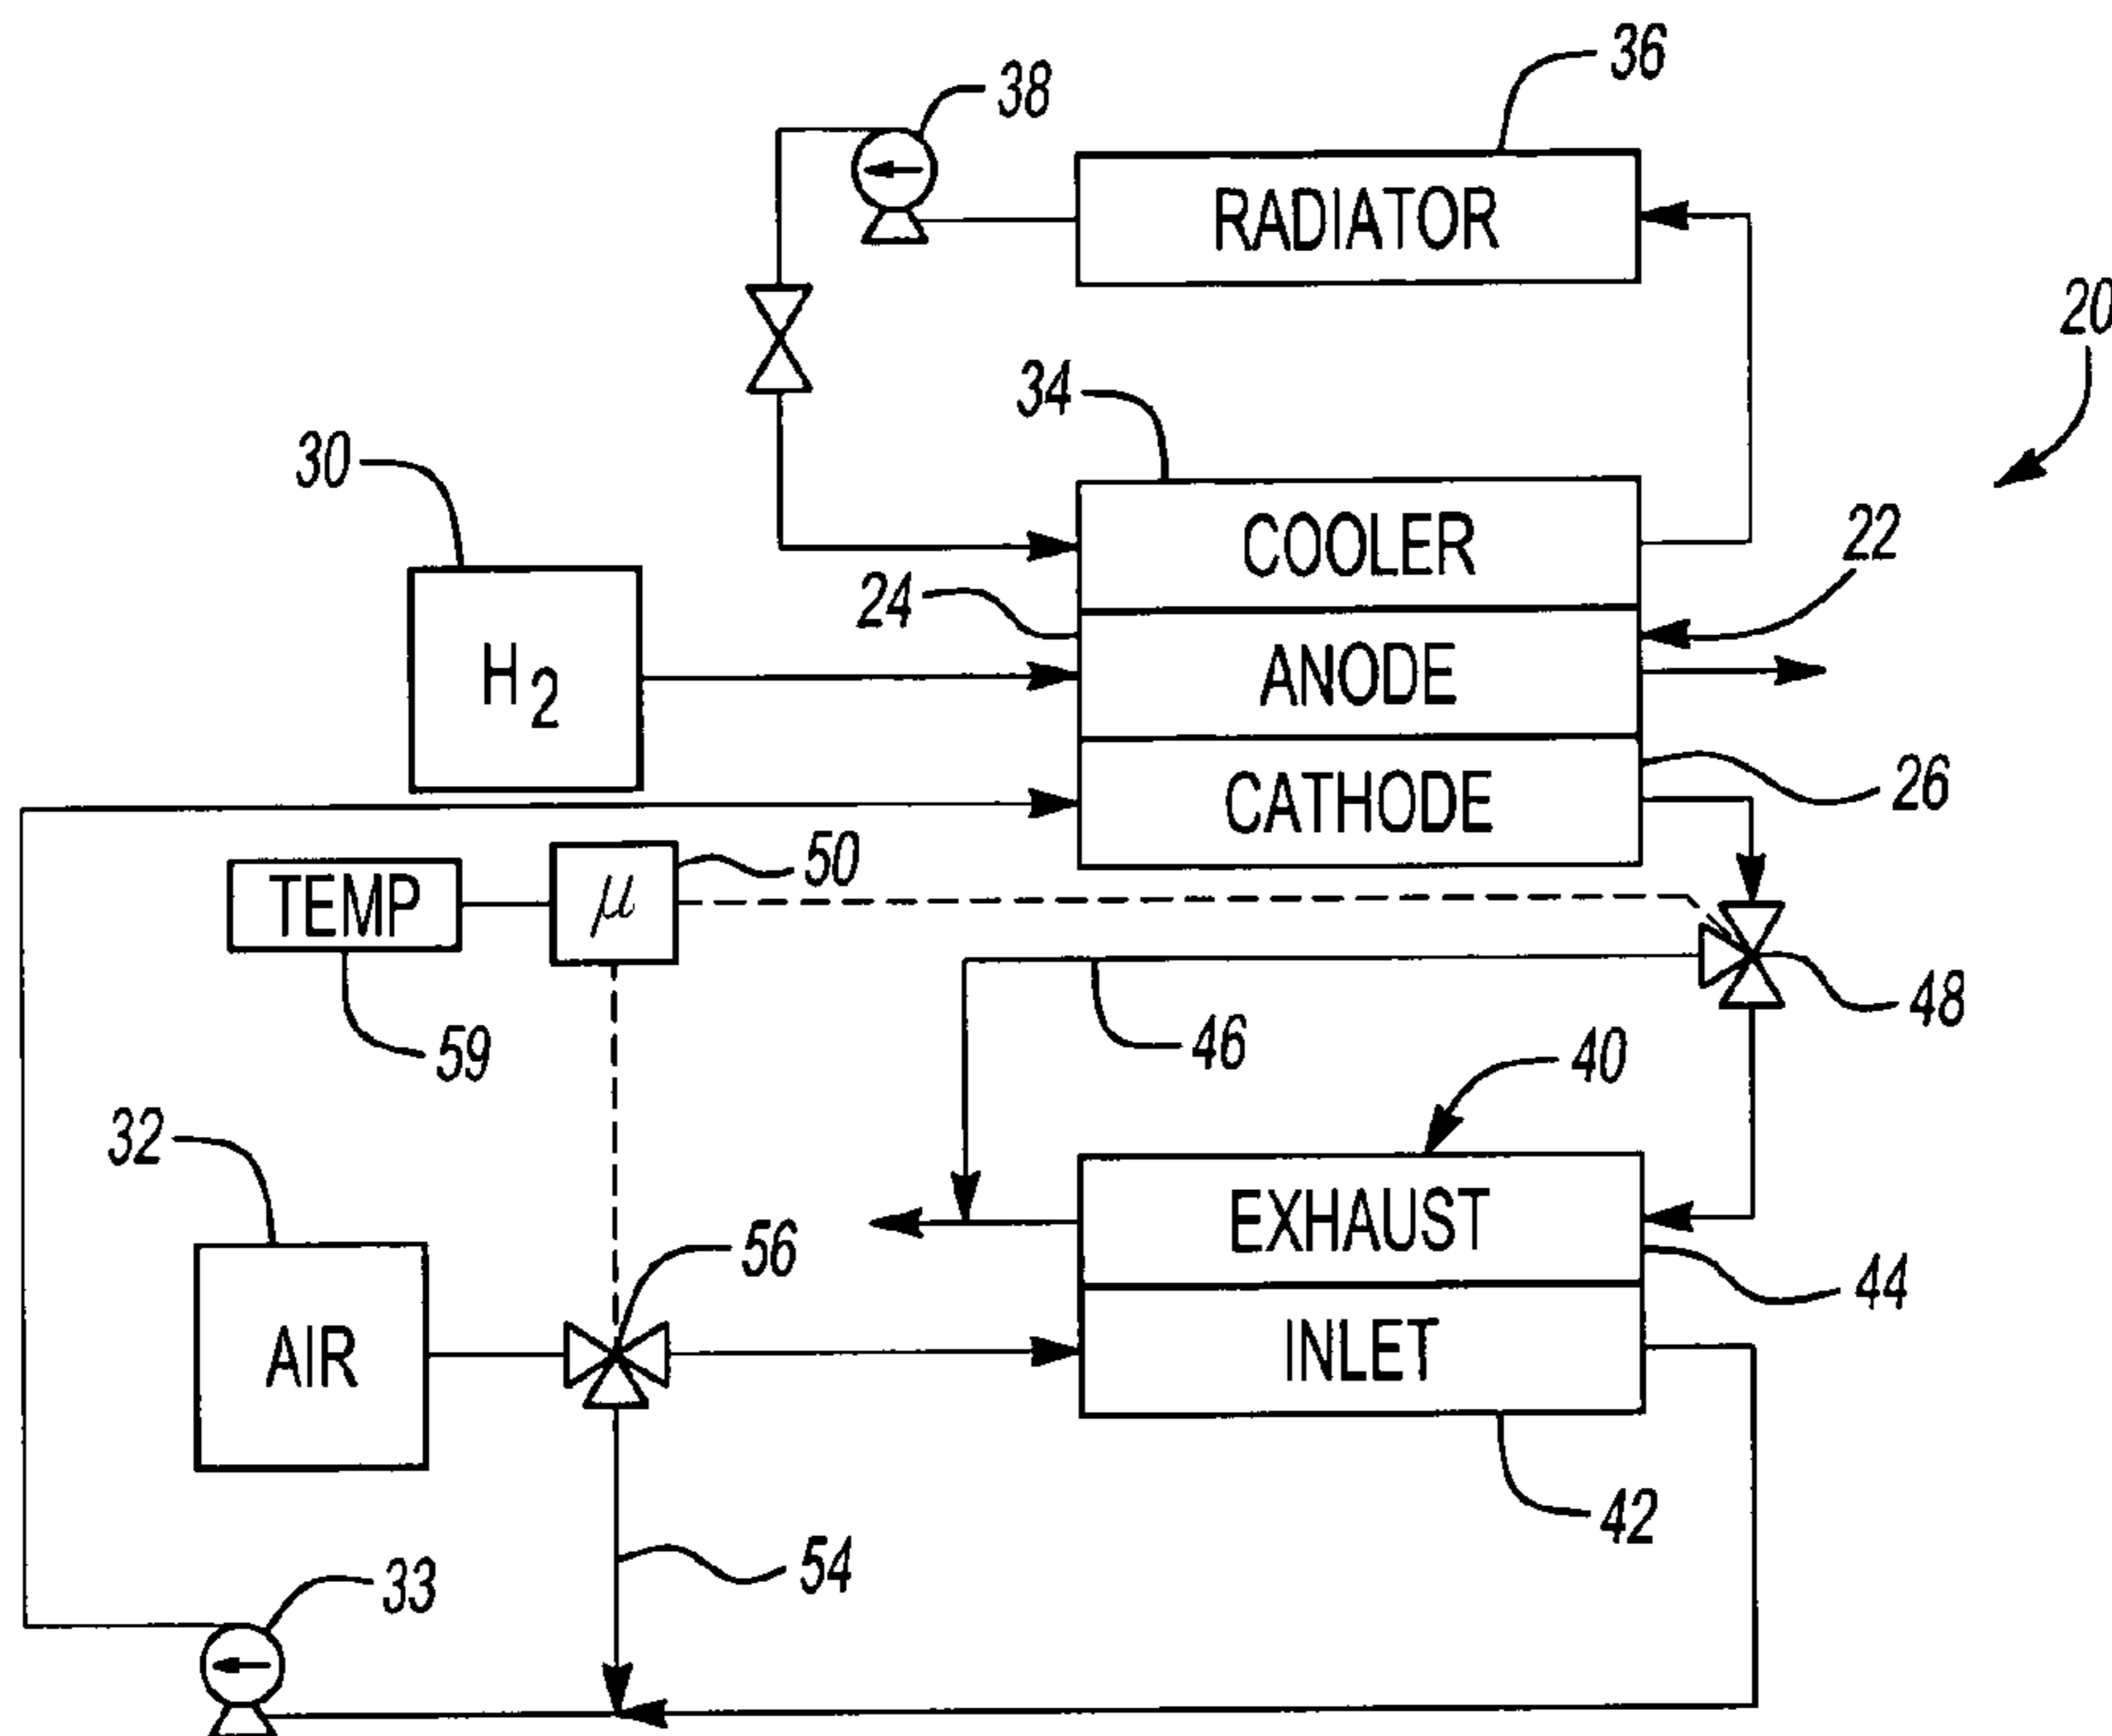 36
38
RADIATOR
20
34
30
COOLER
22
24
H2
ANODE
CATHODE
26
50
TEMP
μ
48
59
46
40
32
EXHAUST
56
44
AIR
INLET
42
54
33